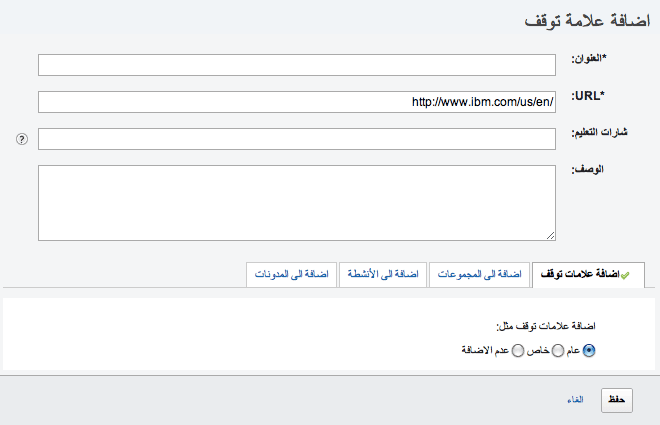 اضافة علامة توقف
*العنوان:
*URL:
http://www.ibm.com/us/en/
شارات التعليم:
?
الوصف:
اضافة علامات توقف
اضافة الى المجموعات
اضافة الى الأنشطة
اضافة الى المدونات
اضافة علامات توقف مثل:
عام خاص عدم الاضافة
حفظ الغاء